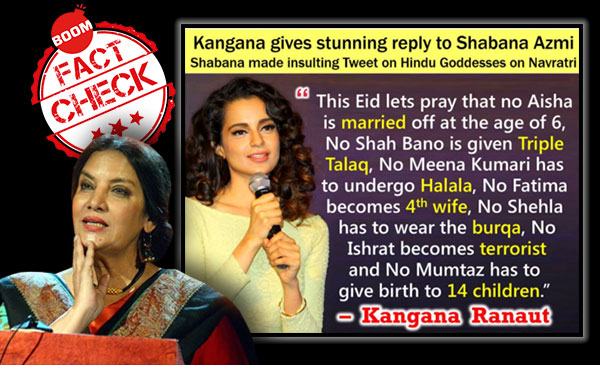 BOOM
FACT
CHECK
Kangana gives stunning reply to Shabana Azmi
Shabana made insulting Tweet on Hindu Goddesses on Navratri
“ This Eid lets pray that no Aisha
is married off at the age of 6,
No Shah Bano is given Triple
Talaq, No Meena Kumari has
to undergo Halala, No Fatima
becomes 4th wife, No Shehla
has to wear the burqa, No
Ishrat becomes terrorist
and No Mumtaz has to
give birth to 14 children.”
– Kangana Ranaut